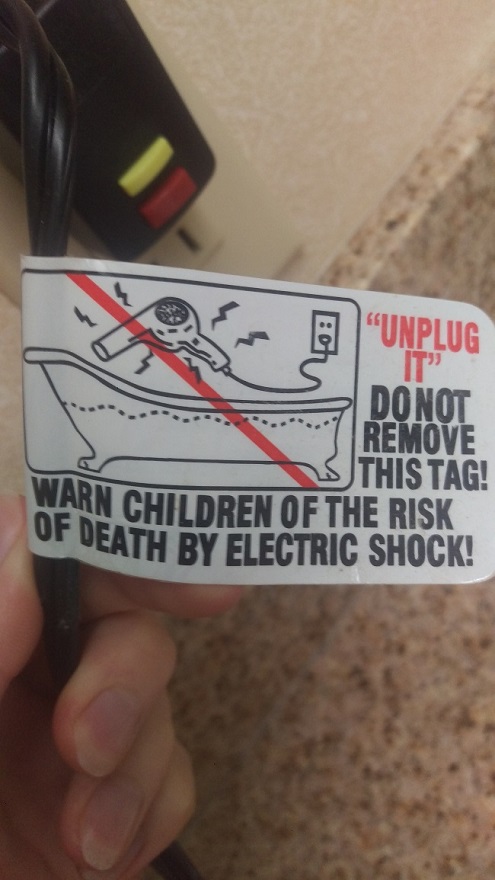 "UNPLUG
IT"
DO NOT
REMOVE
THIS TAG!
WARN CHILDREN OF THE RISK
OF DEATH BY ELECTRIC SHOCK!